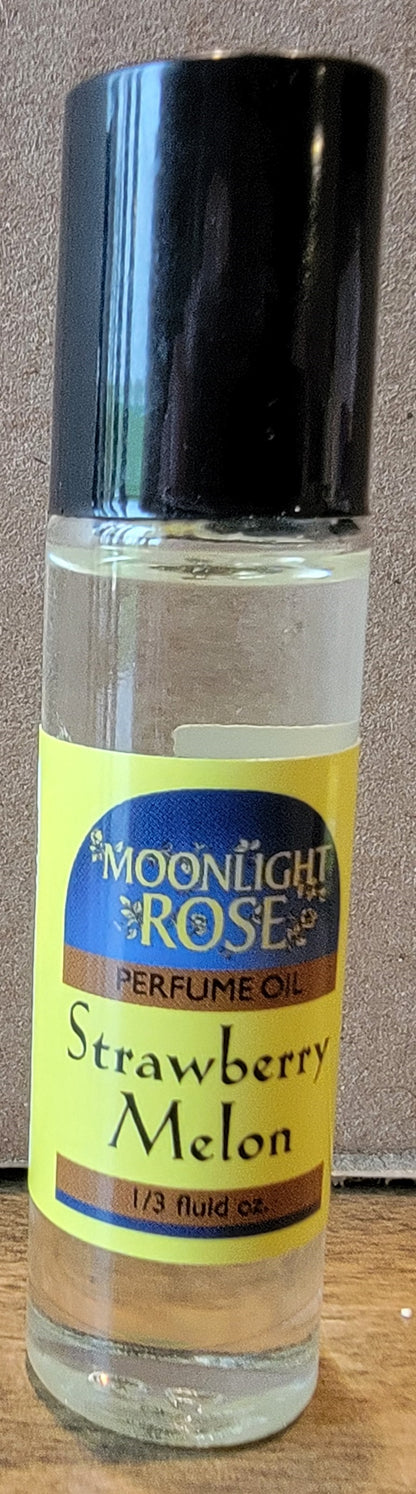 MOONLIGHT
ROSE
PERFUME OIL
Strawberry
Melon
1/3 fluid oz.